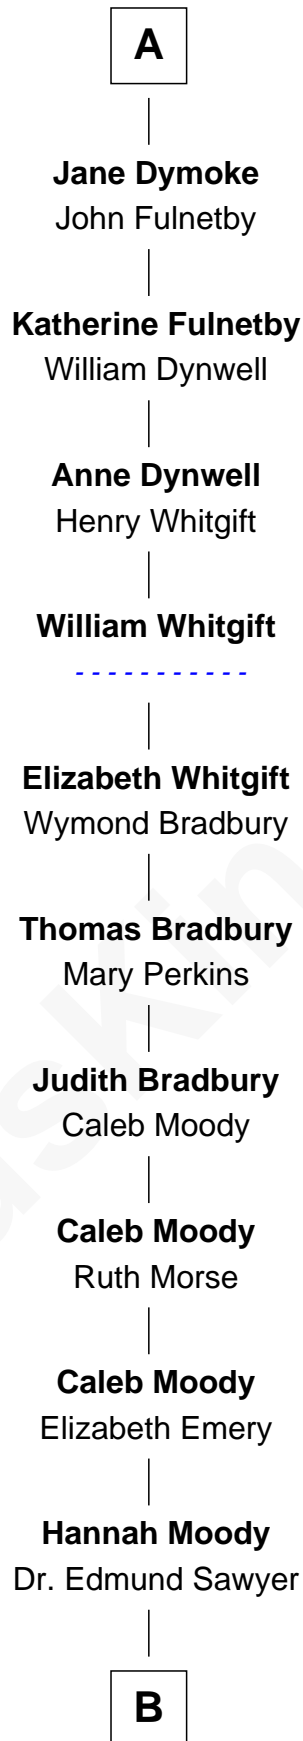 A
Jane Dymoke
John Fulnetby
Katherine Fulnetby
William Dynwell
Anne Dynwell
Henry Whitgift
William Whitgift
- - - - - - - - - - -
Elizabeth Whitgift
Wymond Bradbury
Thomas Bradbury
Mary Perkins
Judith Bradbury
Caleb Moody
Caleb Moody
Ruth Morse
Caleb Moody
Elizabeth Emery
Hannah Moody
Dr. Edmund Sawyer
B